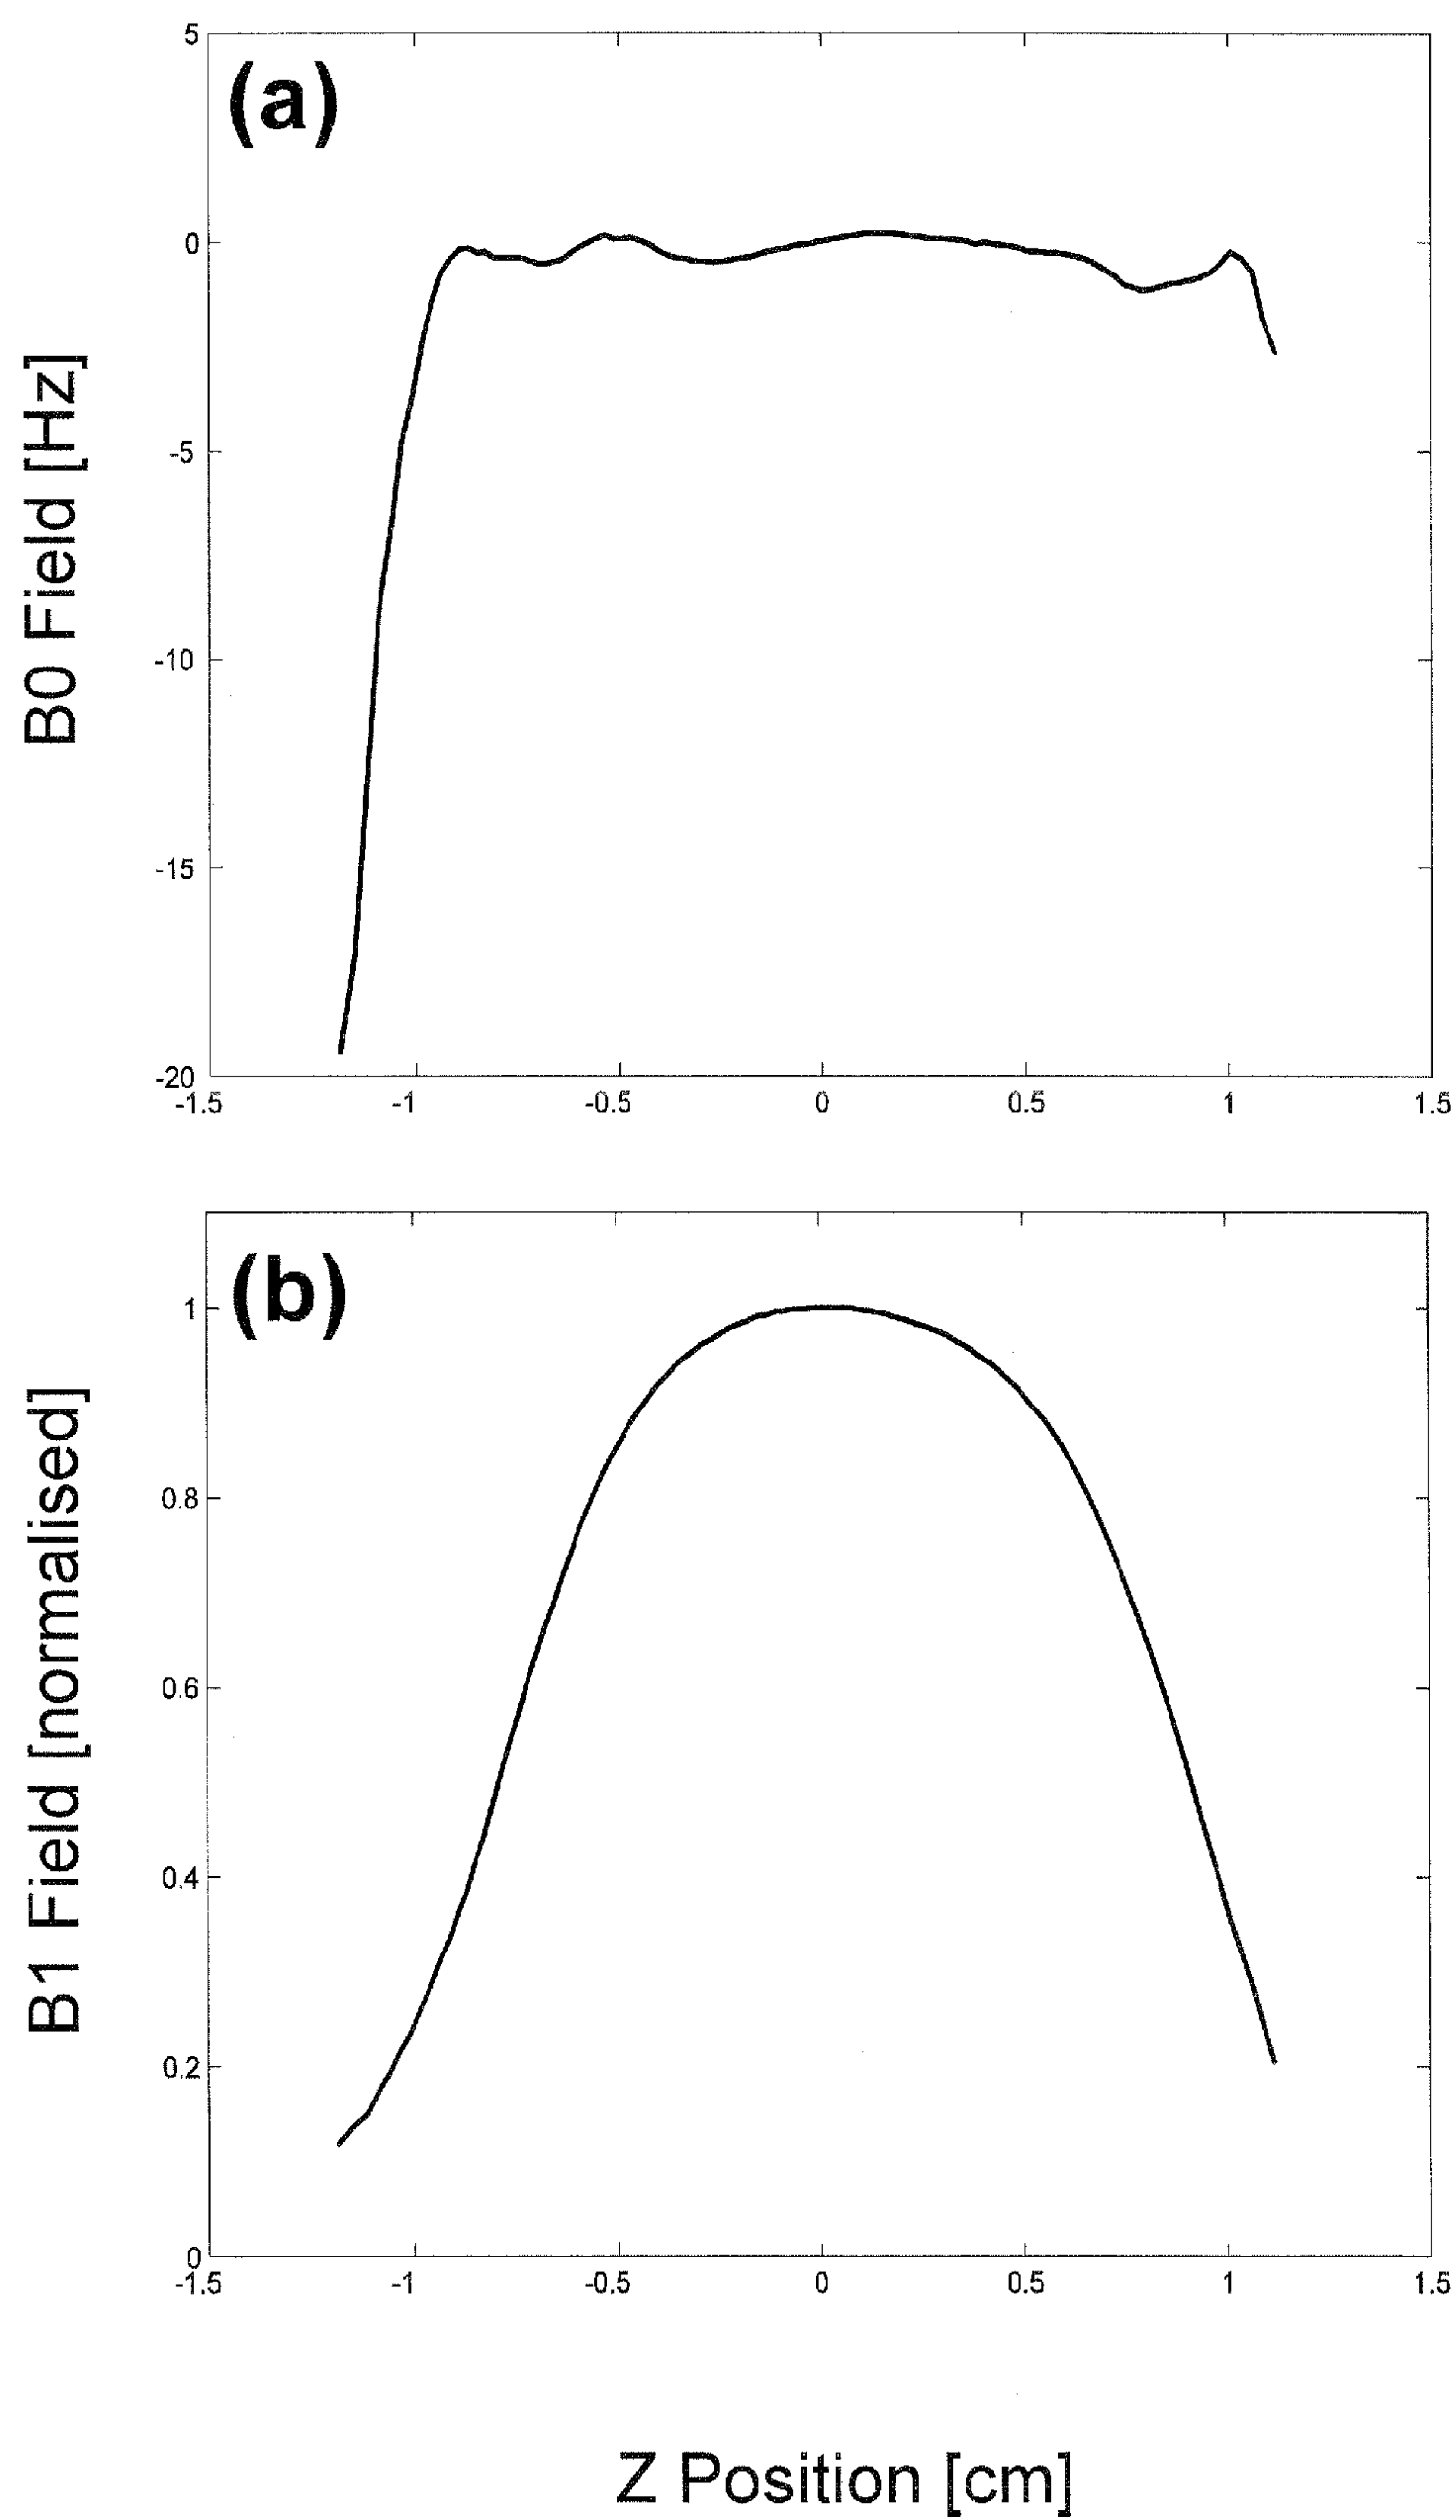 (a)
B0 Field [Hz]
5
0
-5
-10
-15
-20
-1.5 -1 -0.5 0 0.5 1 1.5
(b)
B1 Field [normalised]
1
0.8
0.6
0.4
0.2
0
-1.5 -1 -0.5 0 0.5 1 1.5
Z Position [cm]